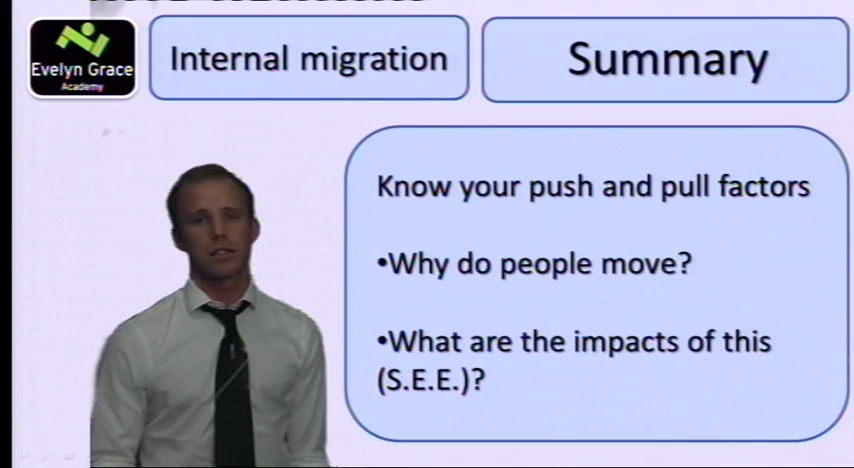 Evelyn Grace
Academy
Internal migration
Summary
Know your push and pull factors
•Why do people move?
•What are the impacts of this
(S.E.E.)?